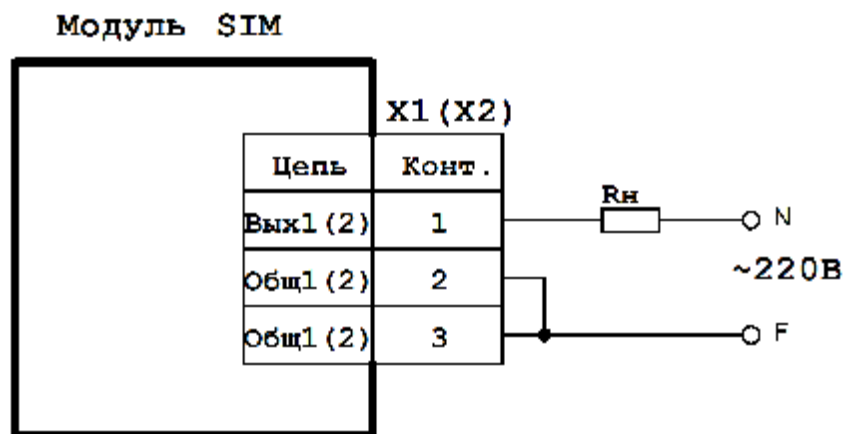 Модуль SIM
X1(X2)
Цепь Конт.
Вых1(2) 1
Rн
N
Общ1(2) 2
~220В
Общ1(2) 3
F